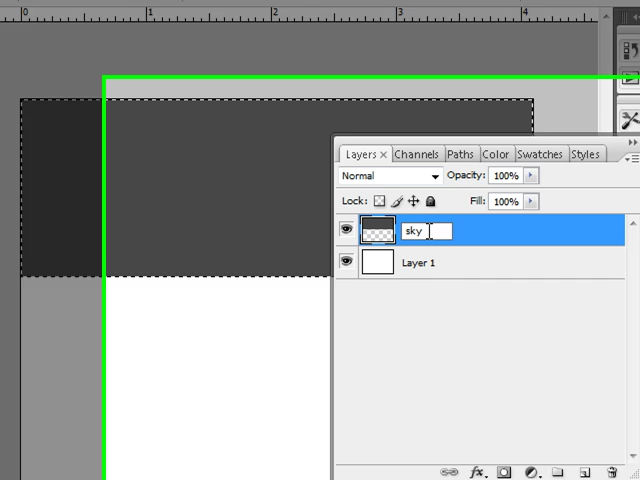 0 1 2 3 4
Layers × Channels Paths Color Swatches Styles
Normal Opacity: 100%
Lock: Fill: 100%
sky
Layer 1
fx